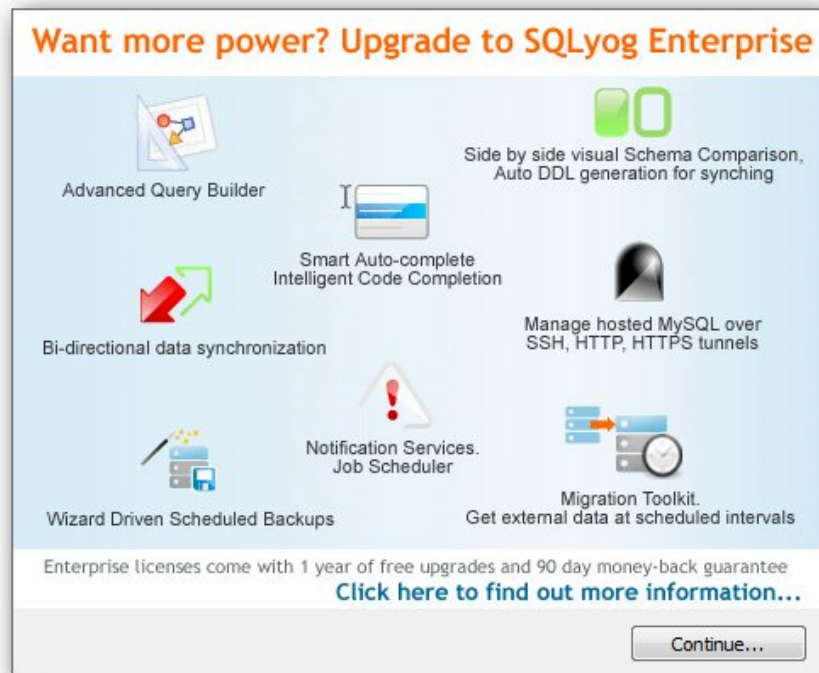 Want more power? Upgrade to SQLyog Enterprise
Advanced Query Builder
Side by side visual Schema Comparison,
Auto DDL generation for synching
Smart Auto-complete
Intelligent Code Completion
Bi-directional data synchronization
Manage hosted MySQL over
SSH, HTTP, HTTPS tunnels
Notification Services.
Job Scheduler
Wizard Driven Scheduled Backups
Migration Toolkit.
Get external data at scheduled intervals
Enterprise licenses come with 1 year of free upgrades and 90 day money-back guarantee
Click here to find out more information...
Continue...